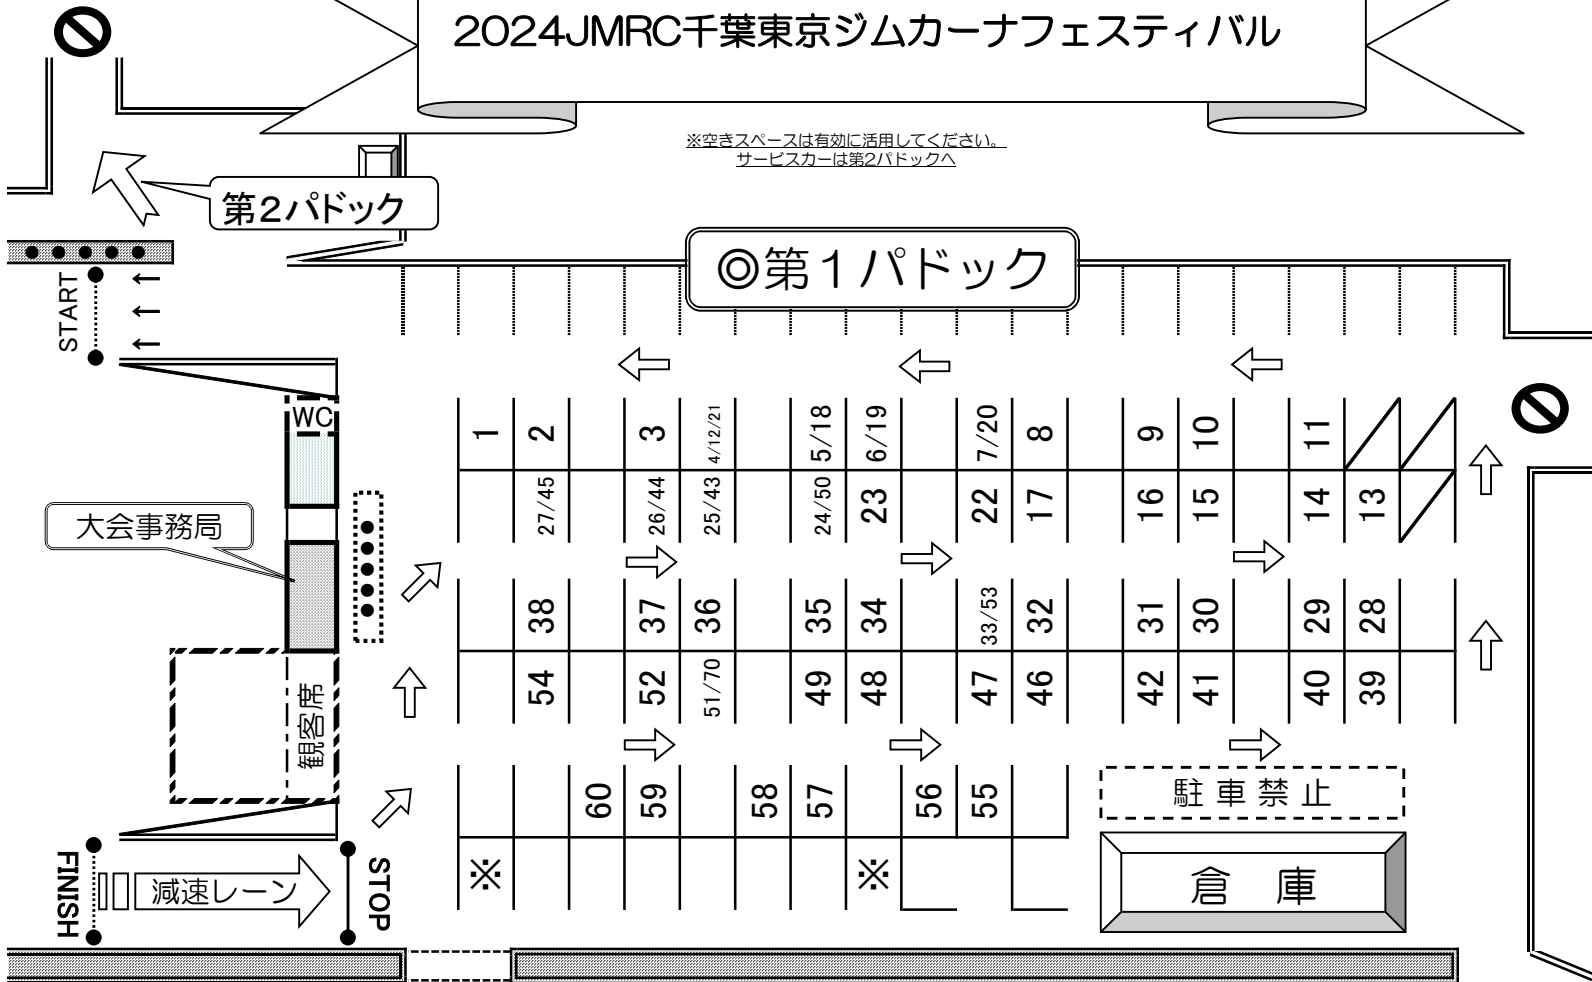 2024JMRC千葉東京ジムカーナフェスティバル
※空きスペースは有効に活用してください。
サービスカーは第2パドックへ
第2パドック
◎第1パドック
START
WC
大会事務局
観客席
1 2 3 4/12/21 5/18 6/19 7/20 8 9 10 11
27/45 26/44 25/43 24/50 23 22 17 16 15 14 13
38 37 36 35 34 33/53 32 31 30 29 28
54 52 51/70 49 48 47 46 42 41 40 39
60 59 58 57 56 55
駐車禁止
※ ※
倉庫
FINISH
減速レーン
STOP